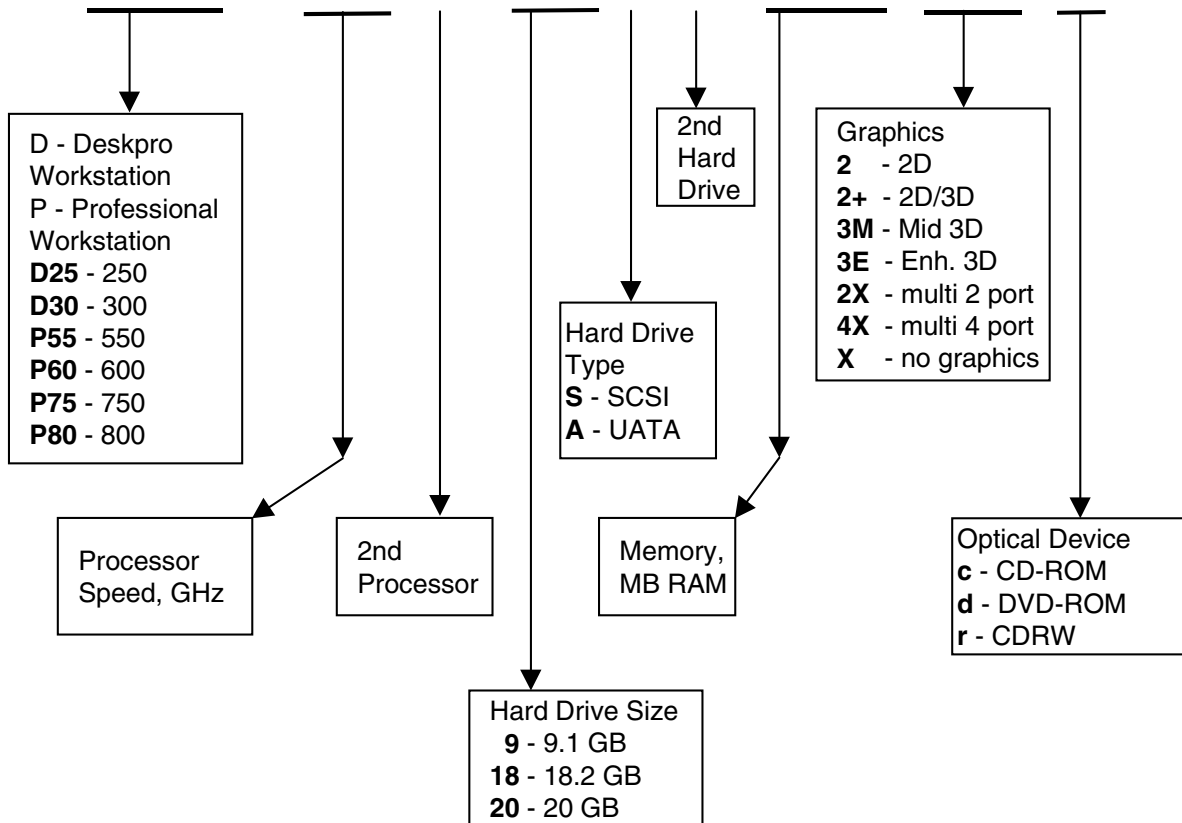 D - Deskpro
Workstation
P - Professional
Workstation
D25 - 250
D30 - 300
P55 - 550
P60 - 600
P75 - 750
P80 - 800
Processor
Speed, GHz
2nd
Processor
Hard Drive Size
9 - 9.1 GB
18 - 18.2 GB
20 - 20 GB
Hard Drive
Type
S - SCSI
A - UATA
2nd
Hard
Drive
Memory,
MB RAM
Graphics
2 - 2D
2+ - 2D/3D
3M - Mid 3D
3E - Enh. 3D
2X - multi 2 port
4X - multi 4 port
X - no graphics
Optical Device
c - CD-ROM
d - DVD-ROM
r - CDRW